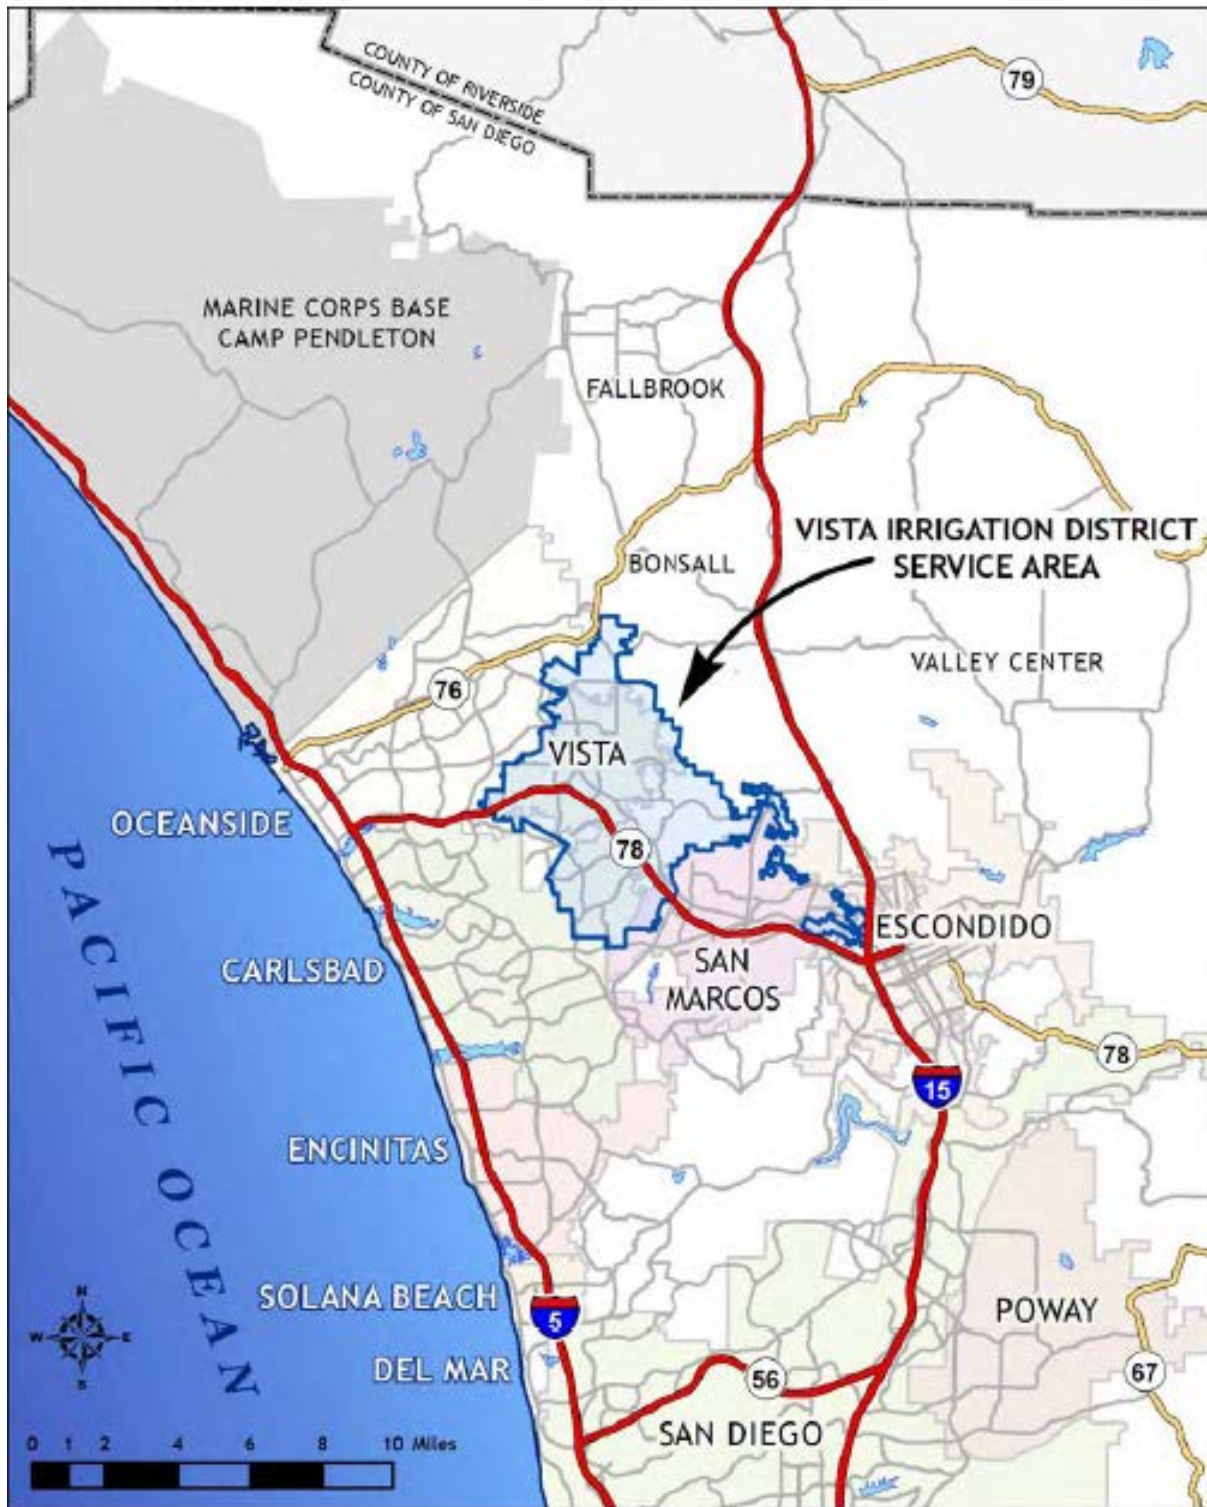 COUNTY OF RIVERSIDE
COUNTY OF SAN DIEGO
79
MARINE CORPS BASE
CAMP PENDLETON
FALLBROOK
VISTA IRRIGATION DISTRICT
SERVICE AREA
BONSALL
VALLEY CENTER
76
VISTA
OCEANSIDE
78
ESCONDIDO
SAN
MARCOS
CARLSBAD
PACIFIC OCEAN
78
15
ENCINITAS
SOLANA BEACH
5
POWAY
N
W E
S
DEL MAR
56
67
SAN DIEGO
0 1 2 4 6 8 10 Miles